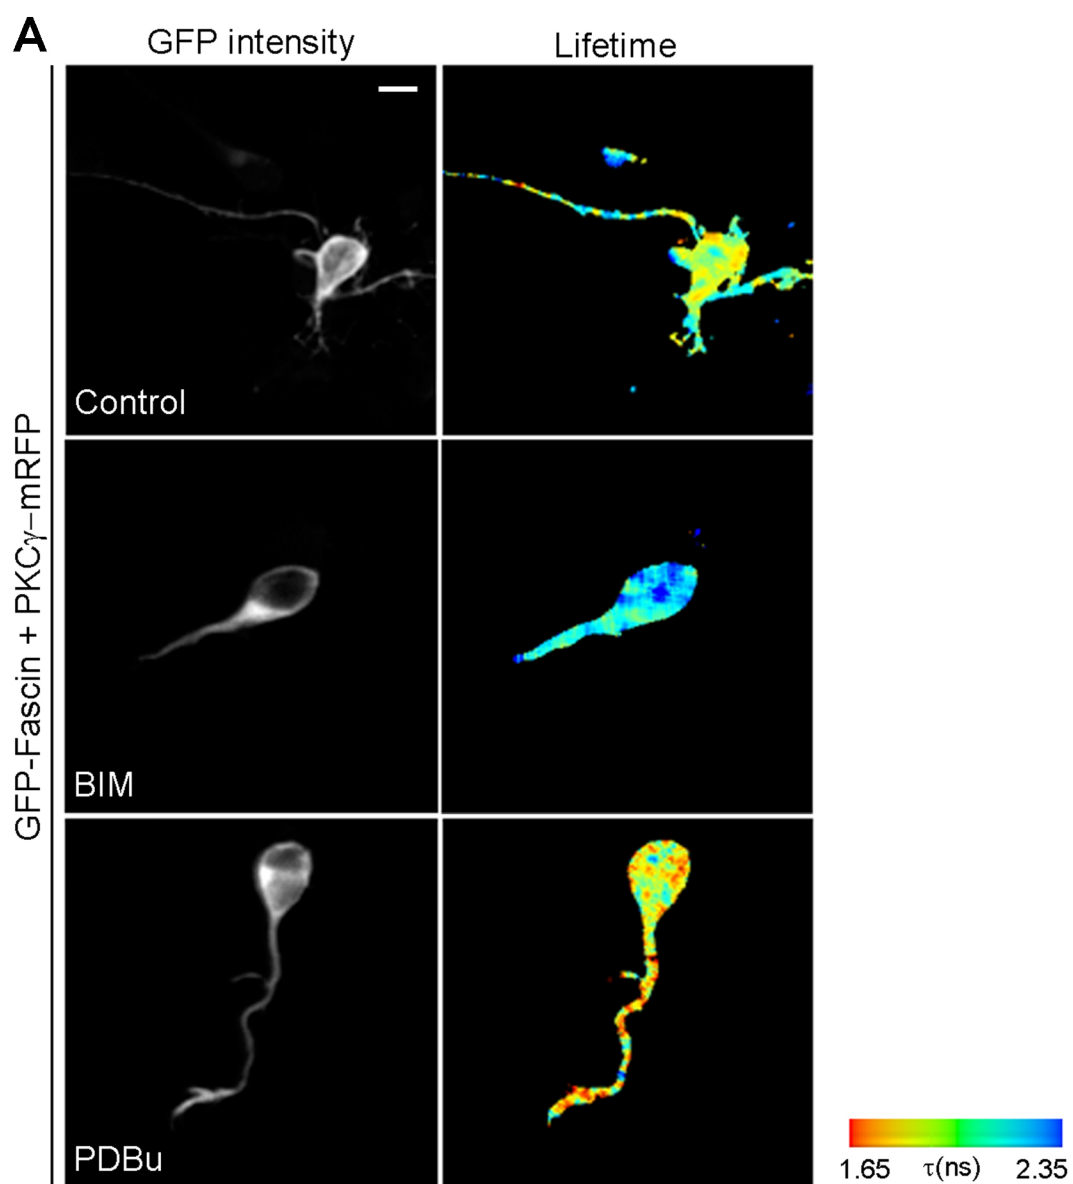 A
GFP intensity
Lifetime
GFP-Fascin + PKCγ–mRFP
Control
BIM
PDBu
1.65 τ(ns) 2.35